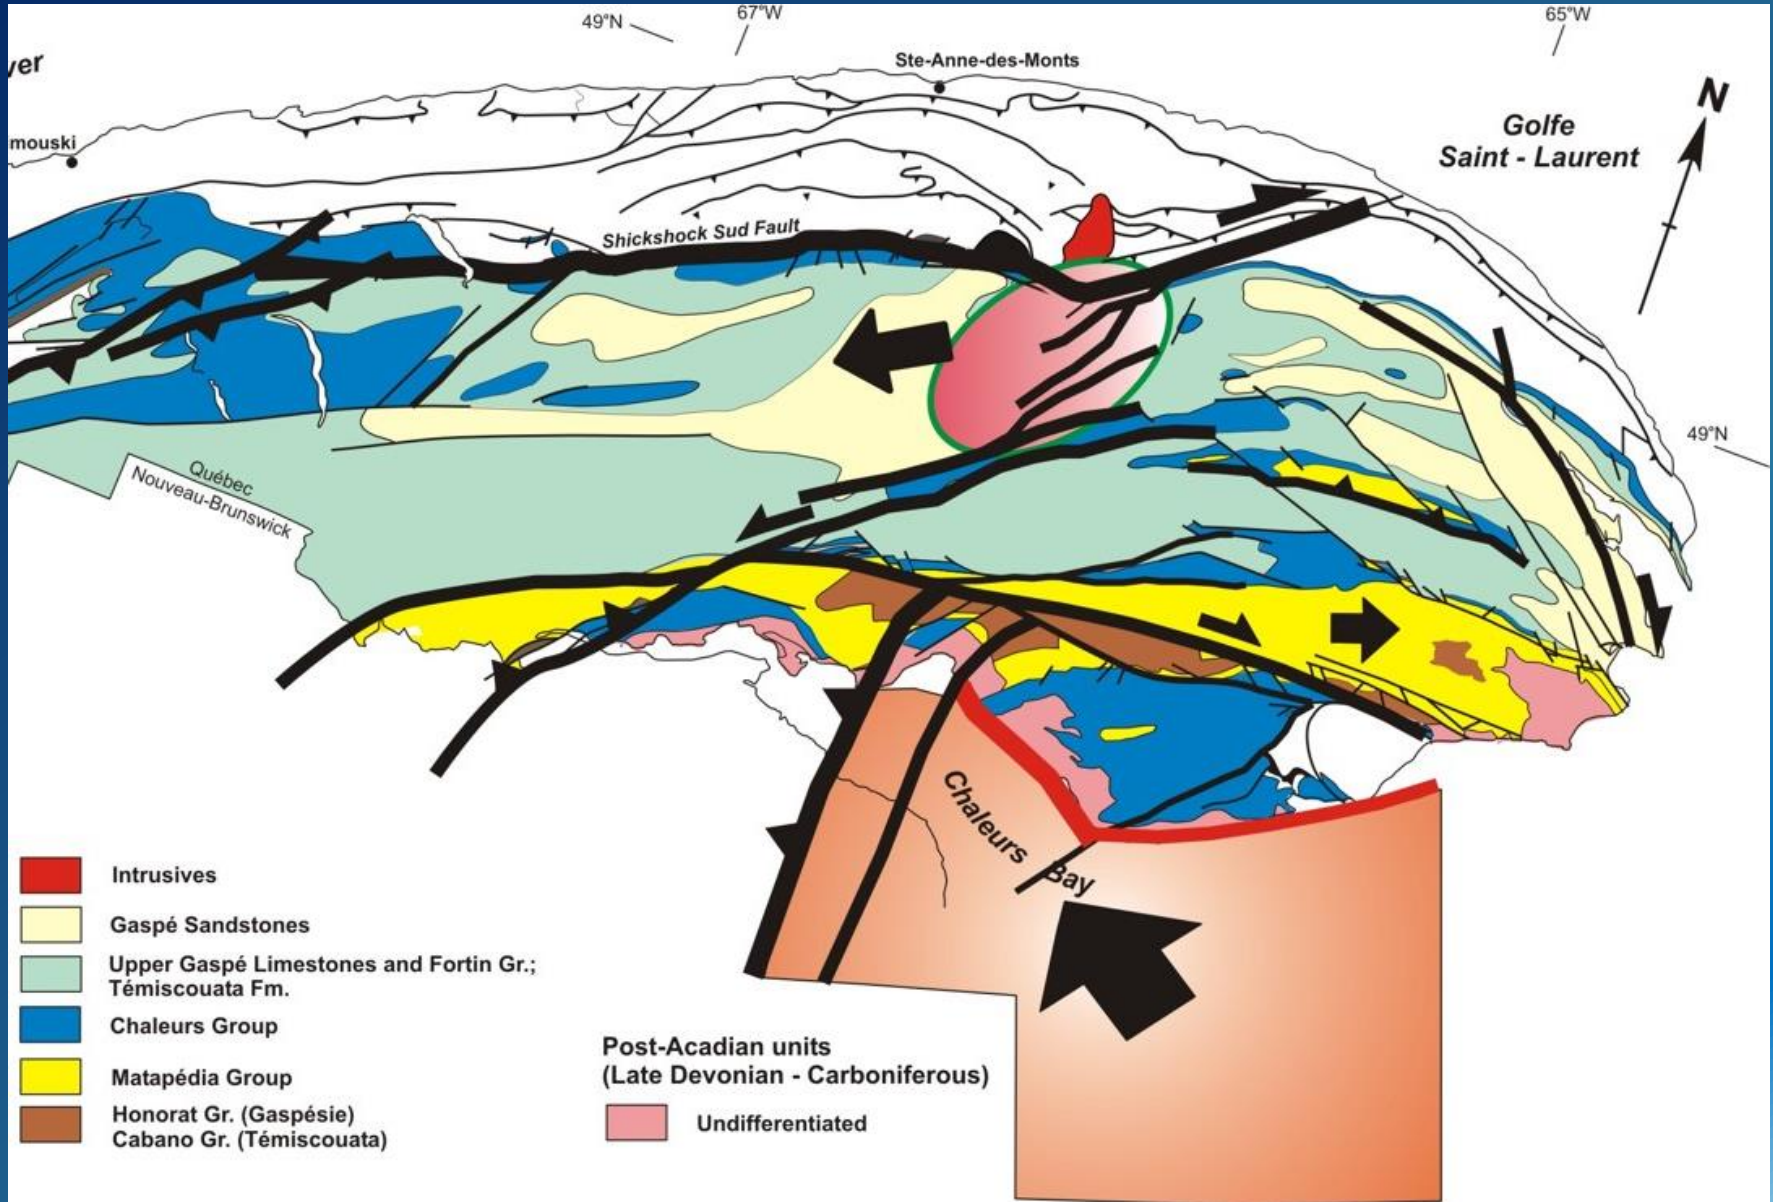 49°N
67°W
65°W
Ste-Anne-des-Monts
N
Golfe
Saint - Laurent
mouski
Shickshock Sud Fault
49°N
Québec
Nouveau-Brunswick
Chaleurs Bay
Intrusives
Gaspé Sandstones
Upper Gaspé Limestones and Fortin Gr.;
Témiscouata Fm.
Chaleurs Group
Matapédia Group
Honorat Gr. (Gaspésie)
Cabano Gr. (Témiscouata)
Post-Acadian units
(Late Devonian - Carboniferous)
Undifferentiated